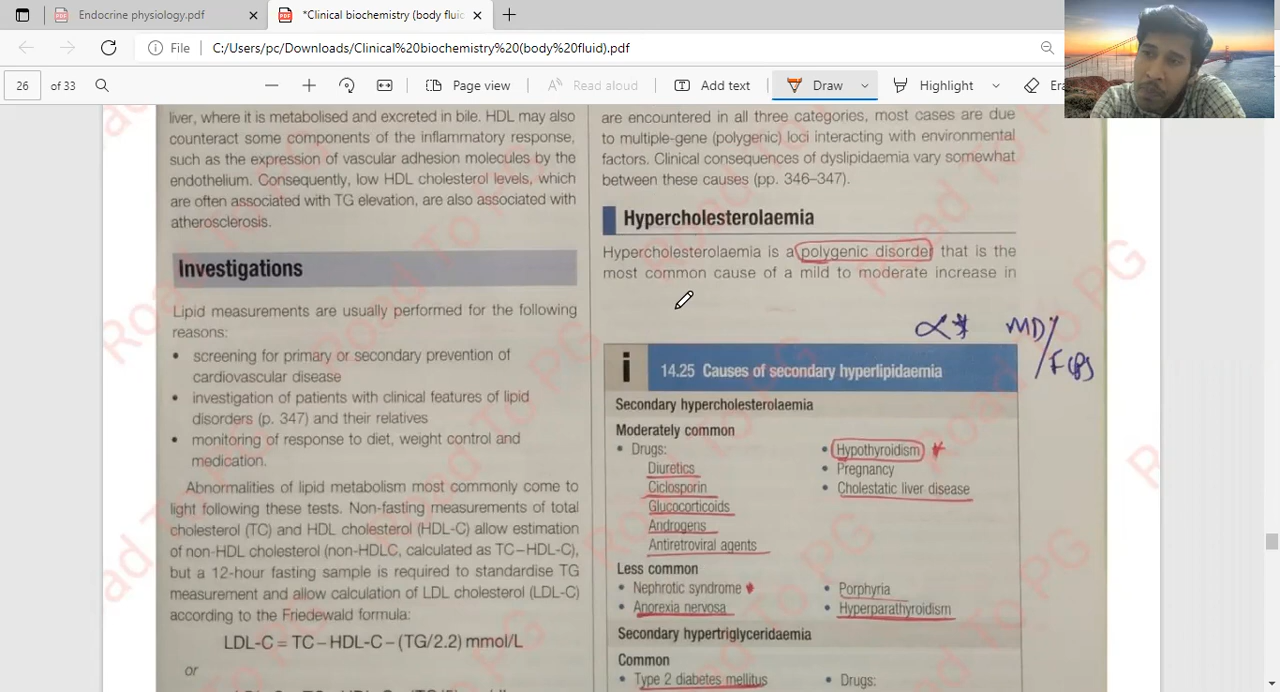 Endocrine physiology.pdf
*Clinical biochemistry (body fluid
File
C:/Users/pc/Downloads/Clinical%20biochemistry%20(body%20fluid).pdf
26 of 33
Page view
Read aloud
Add text
Draw
Highlight
liver, where it is metabolised and excreted in bile. HDL may also
counteract some components of the inflammatory response,
such as the expression of vascular adhesion molecules by the
endothelium. Consequently, low HDL cholesterol levels, which
are often associated with TG elevation, are also associated with
atherosclerosis.
Investigations
Lipid measurements are usually performed for the following
reasons:
• screening for primary or secondary prevention of
cardiovascular disease
• investigation of patients with clinical features of lipid
disorders (p. 347) and their relatives
• monitoring of response to diet, weight control and
medication.
Abnormalities of lipid metabolism most commonly come to
light following these tests. Non-fasting measurements of total
cholesterol (TC) and HDL cholesterol (HDL-C) allow estimation
of non-HDL cholesterol (non-HDLC, calculated as TC–HDL-C),
but a 12-hour fasting sample is required to standardise TG
measurement and allow calculation of LDL cholesterol (LDL-C)
according to the Friedewald formula:
LDL-C = TC – HDL-C – (TG/2.2) mmol/L
or
are encountered in all three categories, most cases are due
to multiple-gene (polygenic) loci interacting with environmental
factors. Clinical consequences of dyslipidaemia vary somewhat
between these causes (pp. 346–347).
Hypercholesterolaemia
Hypercholesterolaemia is a polygenic disorder that is the
most common cause of a mild to moderate increase in
MD/
FCPS
i 14.25 Causes of secondary hyperlipidaemia
Secondary hypercholesterolaemia
Moderately common
• Drugs:
Diuretics
Ciclosporin
Glucocorticoids
Androgens
Antiretroviral agents
• Hypothyroidism
• Pregnancy
• Cholestatic liver disease
Less common
• Nephrotic syndrome
• Anorexia nervosa
• Porphyria
• Hyperparathyroidism
Secondary hypertriglyceridaemia
Common
• Type 2 diabetes mellitus
• Drugs:
Road To PG